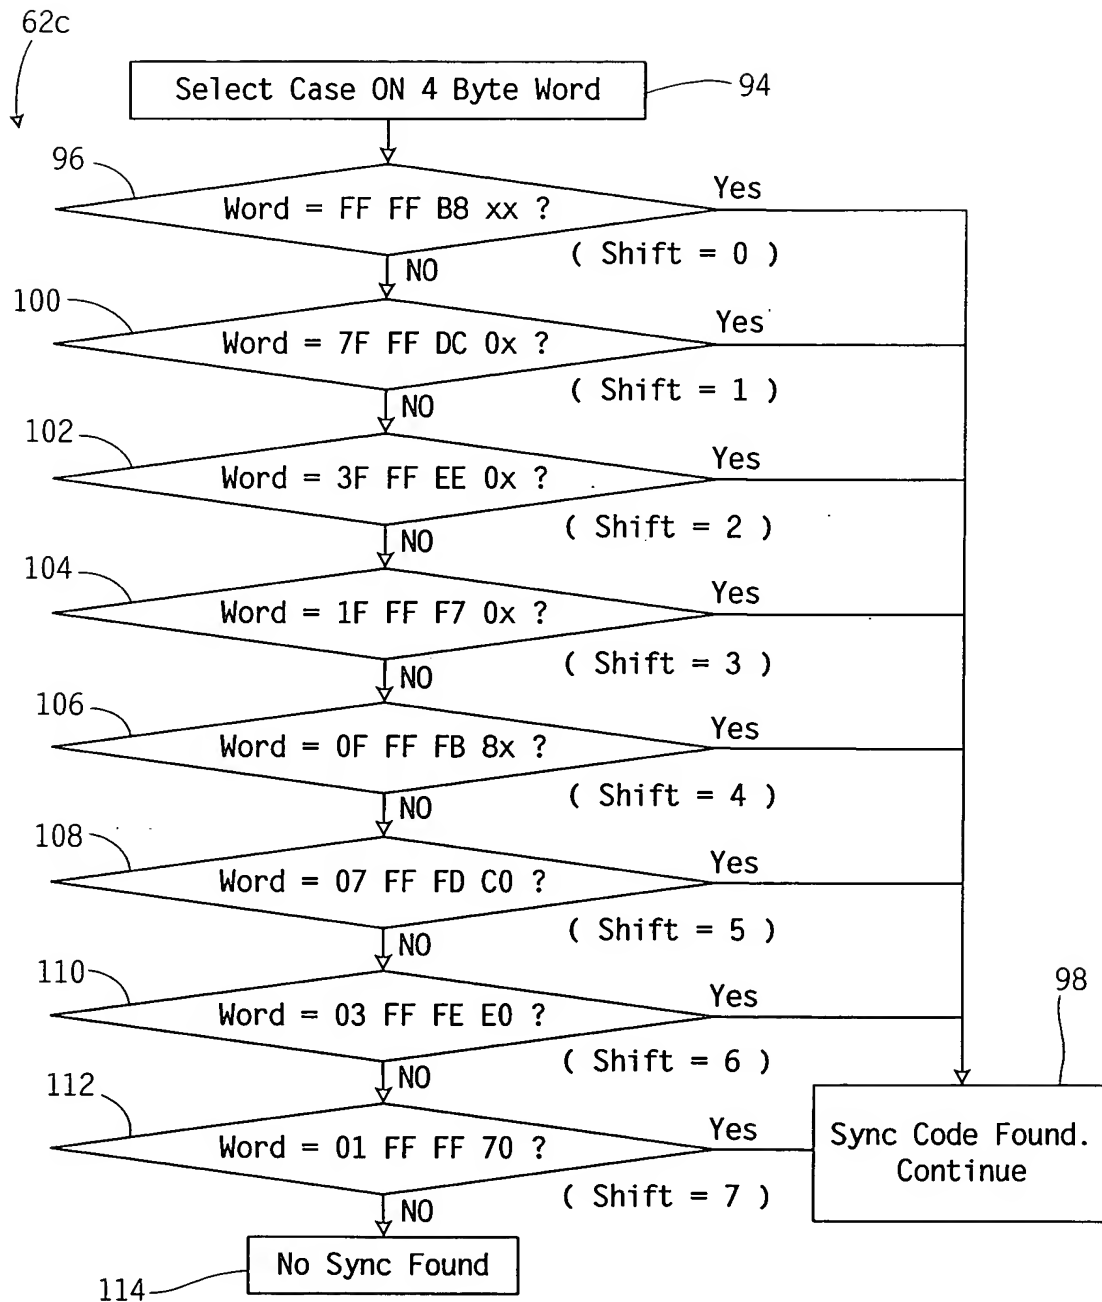 62c
Select Case ON 4 Byte Word
94
96
Word = FF FF B8 xx ?
Yes
( Shift = 0 )
NO
100
Word = 7F FF DC 0x ?
Yes
( Shift = 1 )
NO
102
Word = 3F FF EE 0x ?
Yes
( Shift = 2 )
NO
104
Word = 1F FF F7 0x ?
Yes
( Shift = 3 )
NO
106
Word = 0F FF FB 8x ?
Yes
( Shift = 4 )
NO
108
Word = 07 FF FD C0 ?
Yes
( Shift = 5 )
NO
110
Word = 03 FF FE E0 ?
Yes
( Shift = 6 )
NO
98
112
Word = 01 FF FF 70 ?
Yes
( Shift = 7 )
Sync Code Found.
Continue
NO
No Sync Found
114